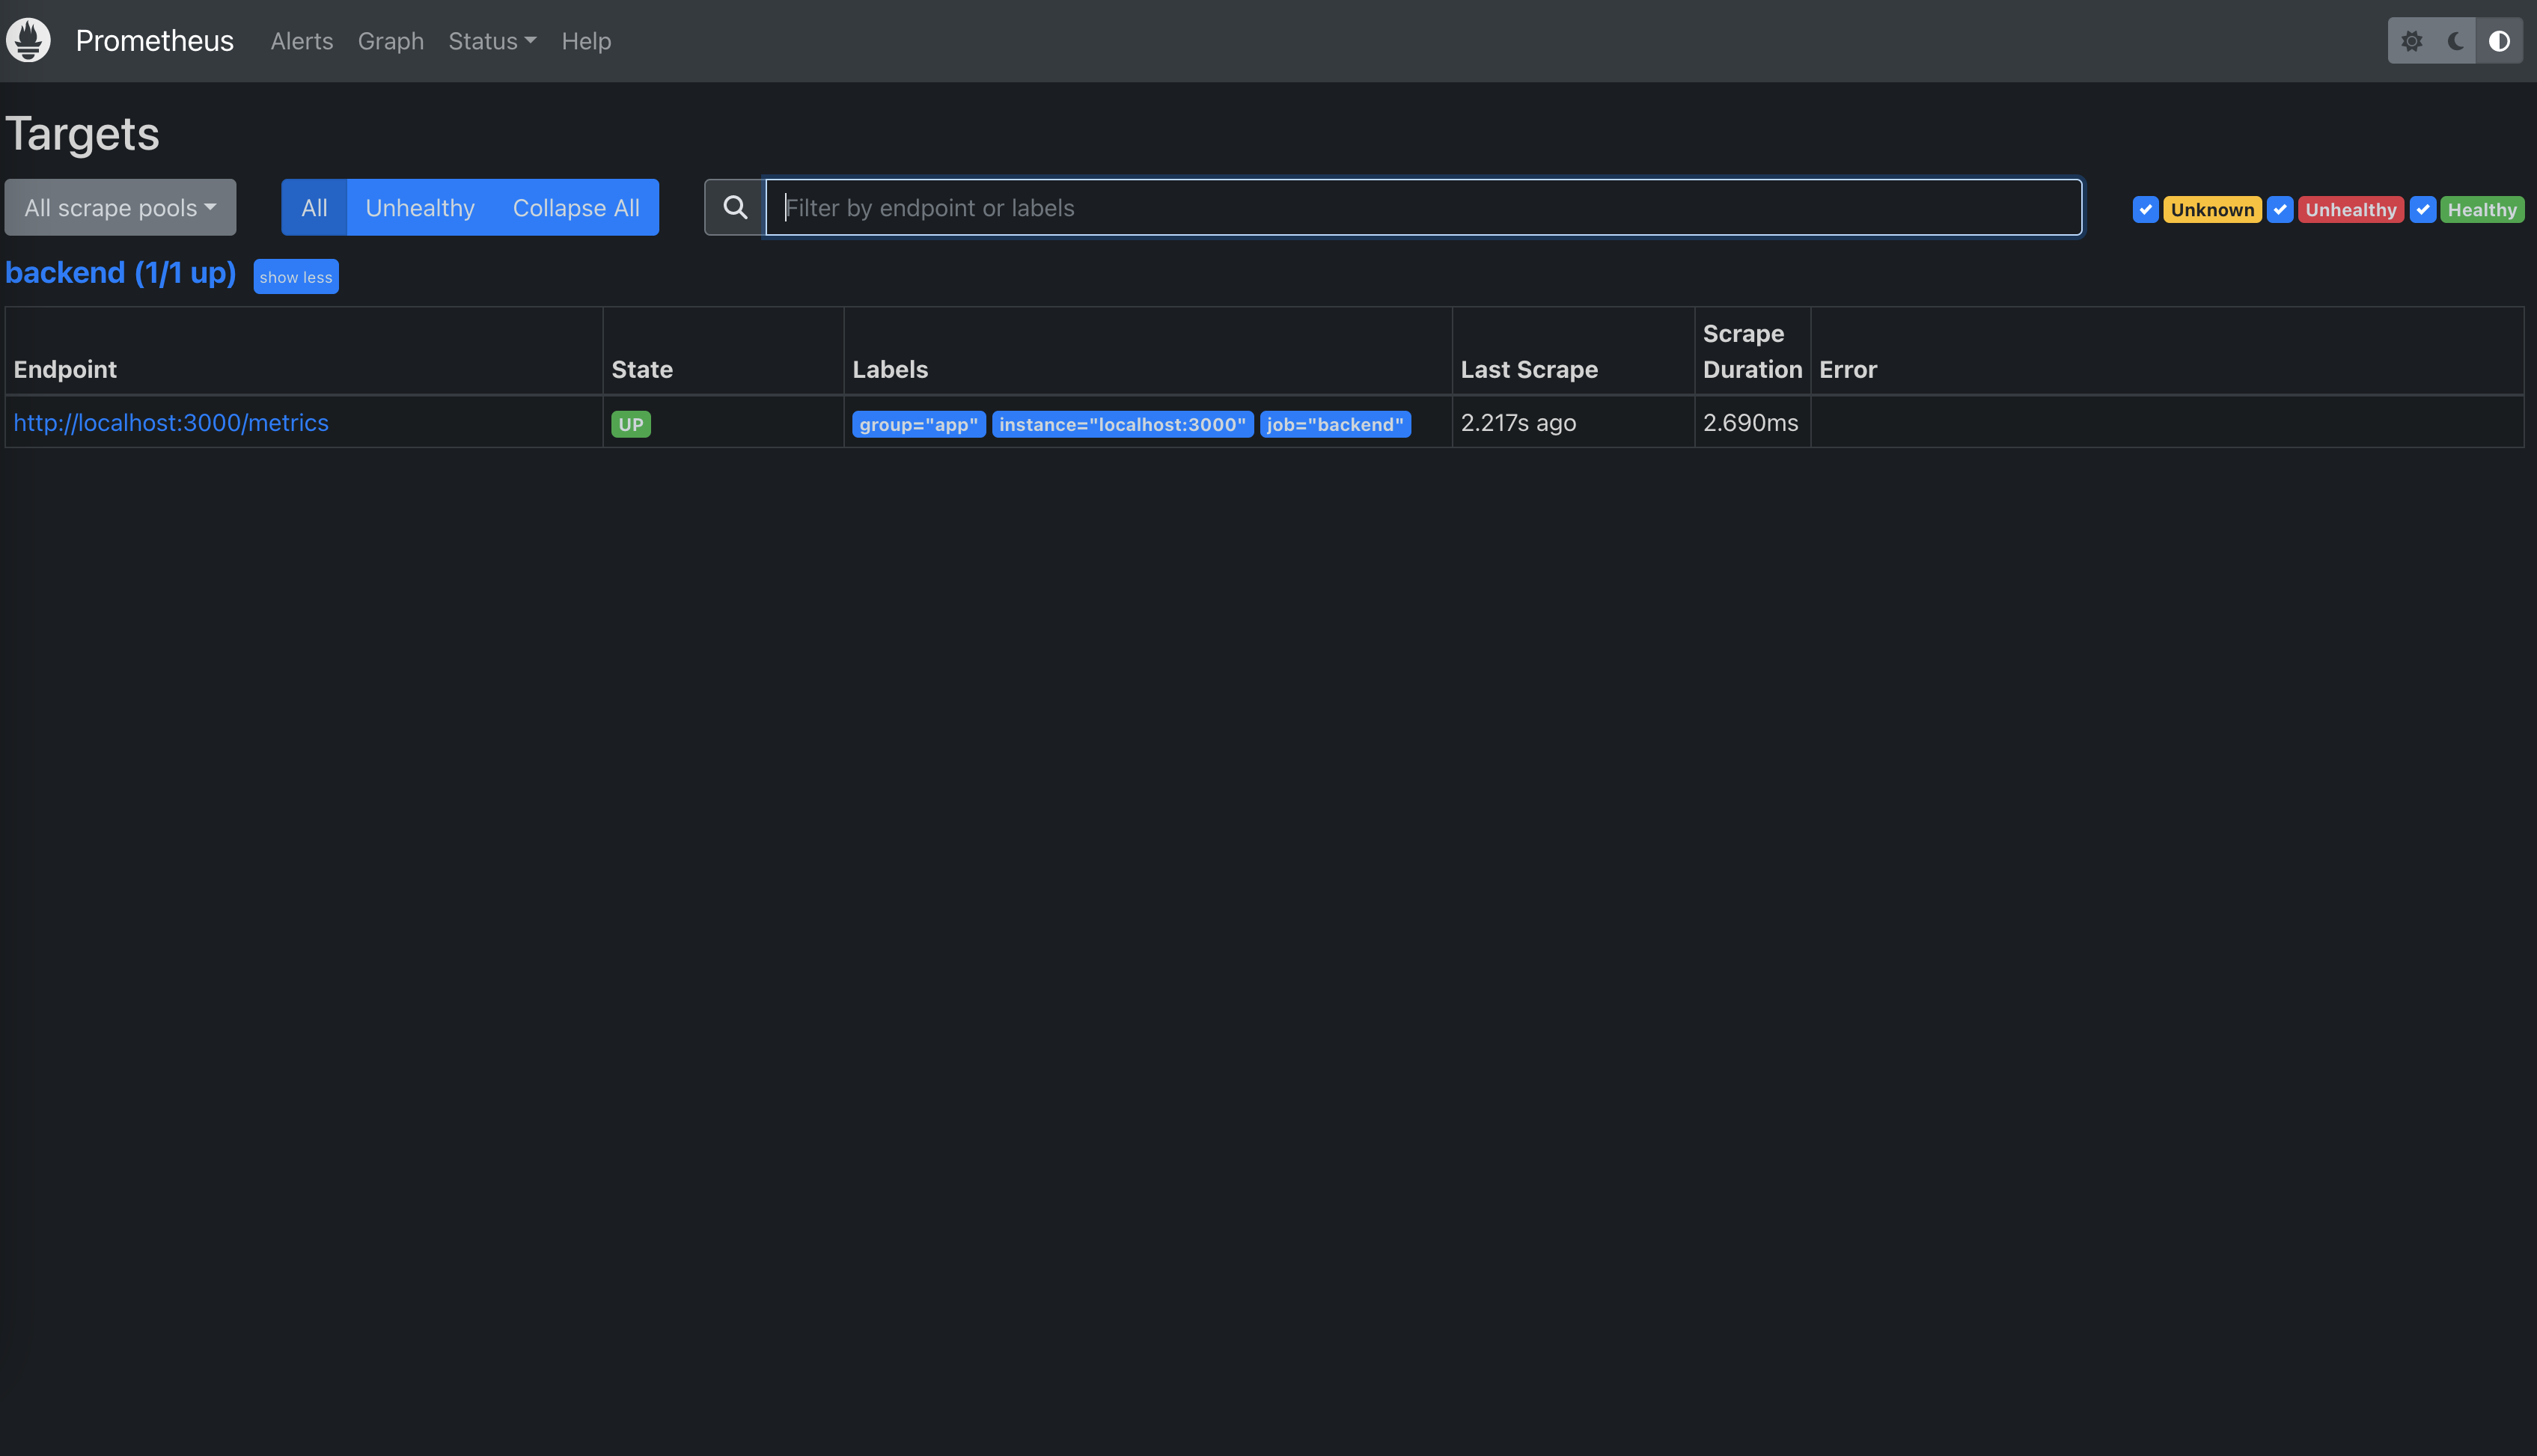 Prometheus Alerts Graph Status Help
Targets
All scrape pools All Unhealthy Collapse All Filter by endpoint or labels Unknown Unhealthy Healthy
backend (1/1 up) show less
Endpoint State Labels Last Scrape Scrape Duration Error
http://localhost:3000/metrics UP group="app" instance="localhost:3000" job="backend" 2.217s ago 2.690ms